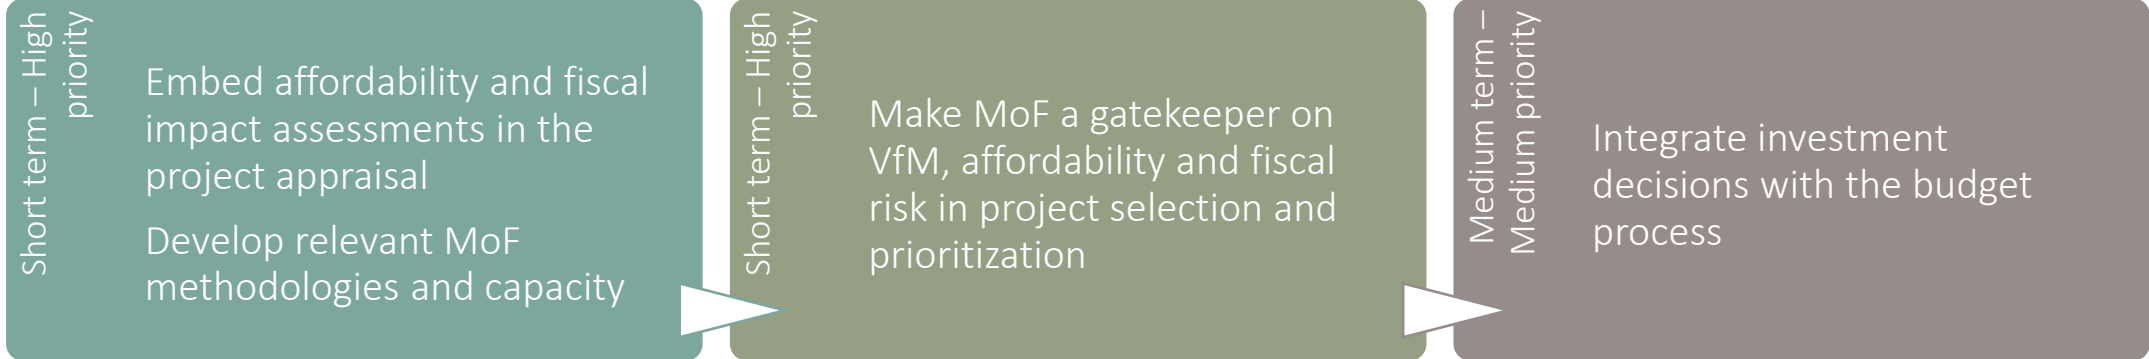 Short term – High
priority
Embed affordability and fiscal
impact assessments in the
project appraisal
Develop relevant MoF
methodologies and capacity
Short term – High
priority
Make MoF a gatekeeper on
VfM, affordability and fiscal
risk in project selection and
prioritization
Medium term –
Medium priority
Integrate investment
decisions with the budget
process